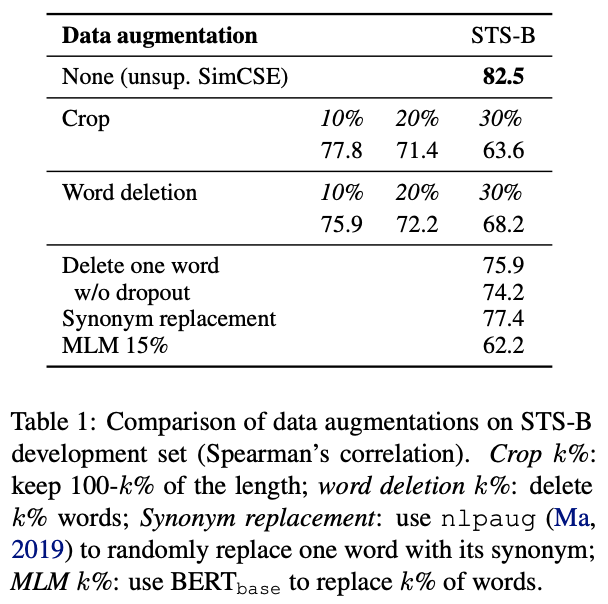 Data augmentation STS-B
None (unsup. SimCSE) 82.5
Crop 10% 20% 30%
77.8 71.4 63.6
Word deletion 10% 20% 30%
75.9 72.2 68.2
Delete one word 75.9
w/o dropout 74.2
Synonym replacement 77.4
MLM 15% 62.2
Table 1: Comparison of data augmentations on STS-B
development set (Spearman's correlation). Crop k%:
keep 100-k% of the length; word deletion k%: delete
k% words; Synonym replacement: use nlpaug (Ma,
2019) to randomly replace one word with its synonym;
MLM k%: use BERTbase to replace k% of words.